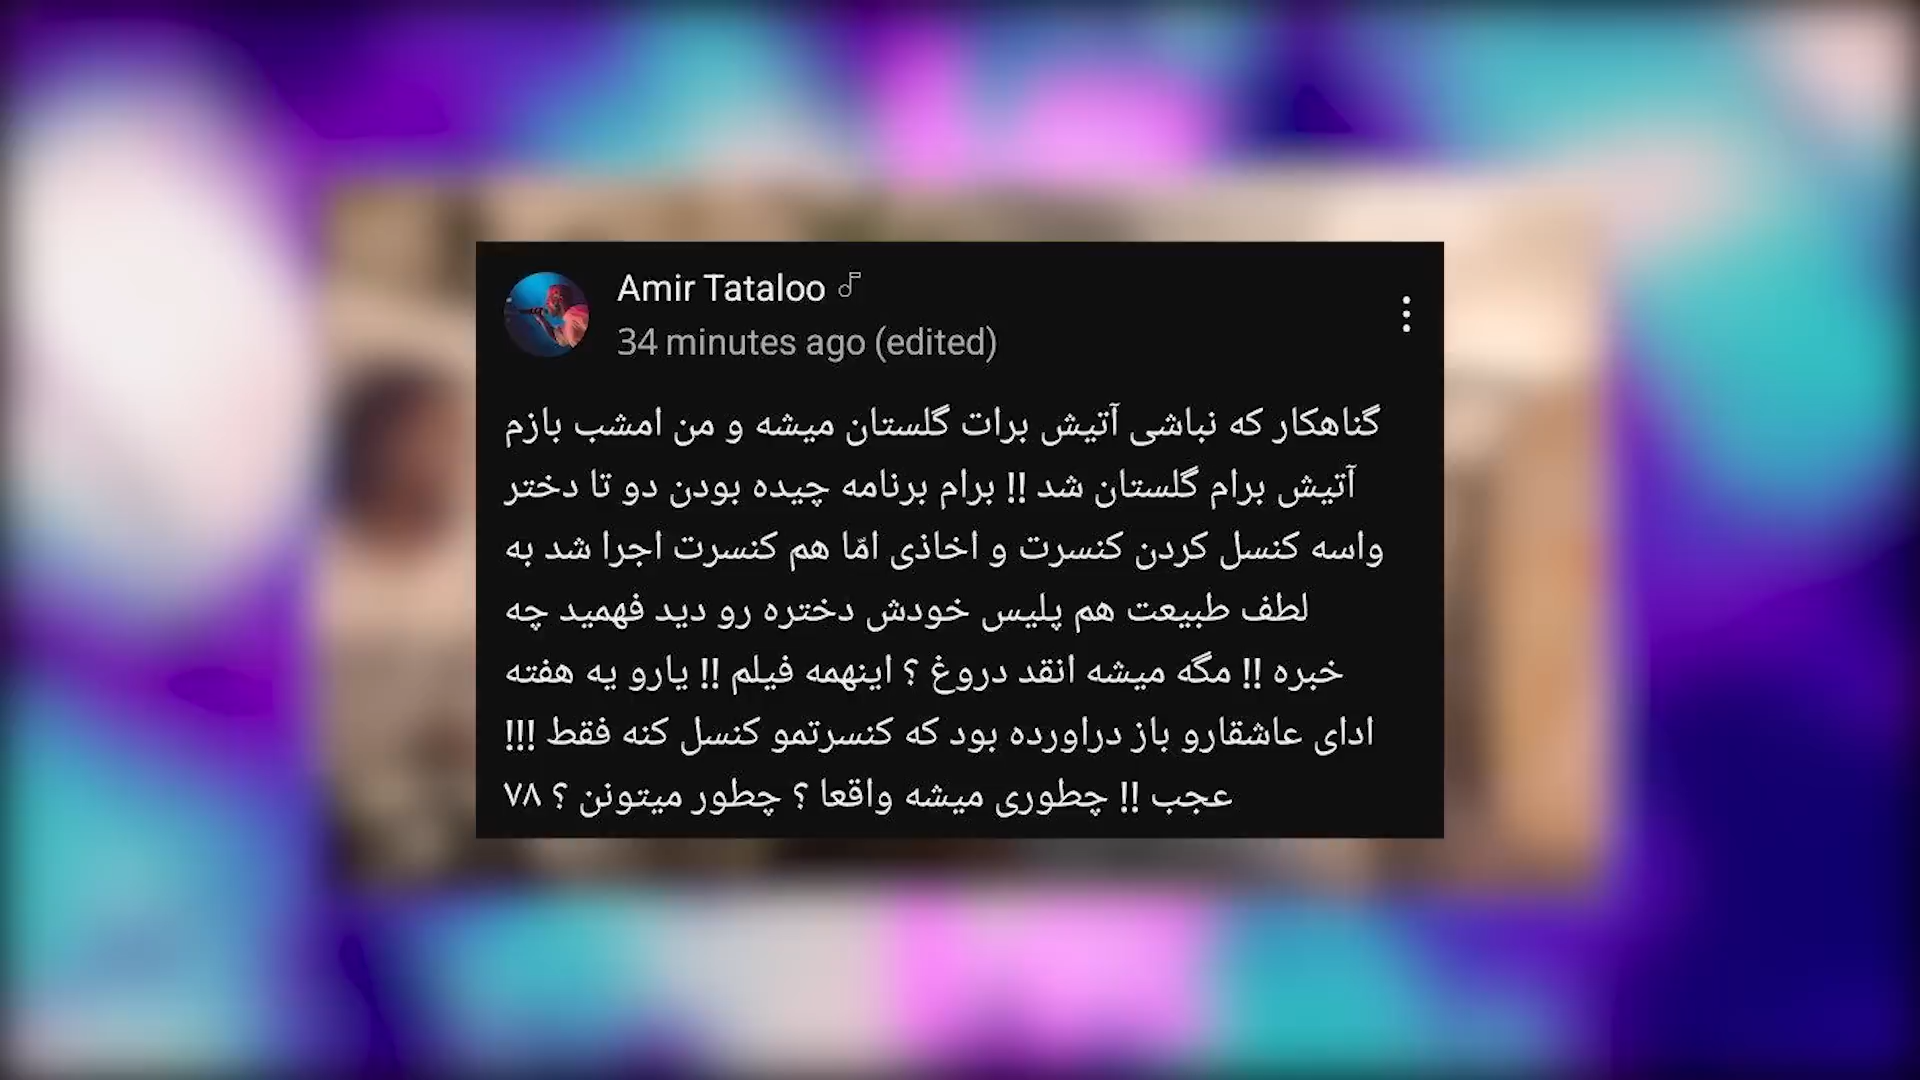 Amir Tataloo
34 minutes ago (edited)
گناهکار که نباشی آتیش برات گلستان میشه و من امشب بازم
آتیش برام گلستان شد !! برام برنامه چیده بودن دو تا دختر
واسه کنسل کردن کنسرت و اخاذی امّا هم کنسرت اجرا شد به
لطف طبیعت هم پلیس خودش دختره رو دید فهمید چه
خبره !! مگه میشه انقد دروغ ؟ اینهمه فیلم !! یارو یه هفته
ادای عاشقارو باز دراورده بود که کنسرتمو کنسل کنه فقط !!!
عجب !! چطوری میشه واقعا ؟ چطور میتونن ؟ ۷۸